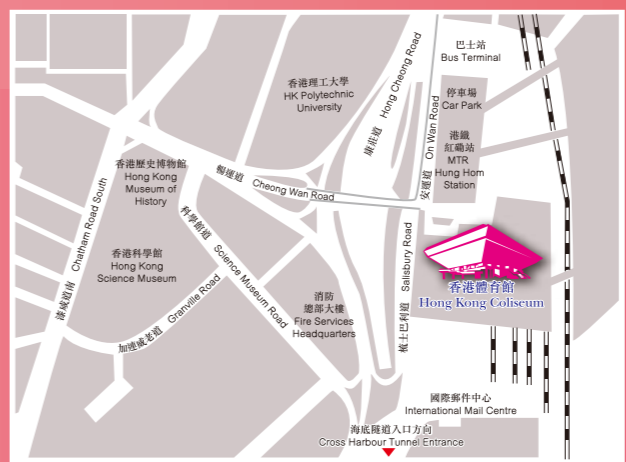 巴士站
Bus Terminal
香港理工大學
HK Polytechnic
University
康莊道 Hong Cheong Road
停車場
Car Park
港鐵
紅磡站
MTR
Hung Hom
Station
安運道 On Wan Road
香港歷史博物館
Hong Kong
Museum of
History
暢運道 Cheong Wan Road
漆咸道南 Chatham Road South
科學館道 Science Museum Road
香港科學館
Hong Kong
Science Museum
加連威老道 Granville Road
消防
總部大樓
Fire Services
Headquarters
梳士巴利道 Salisbury Road
香港體育館
Hong Kong Coliseum
國際郵件中心
International Mail Centre
海底隧道入口方向
Cross Harbour Tunnel Entrance